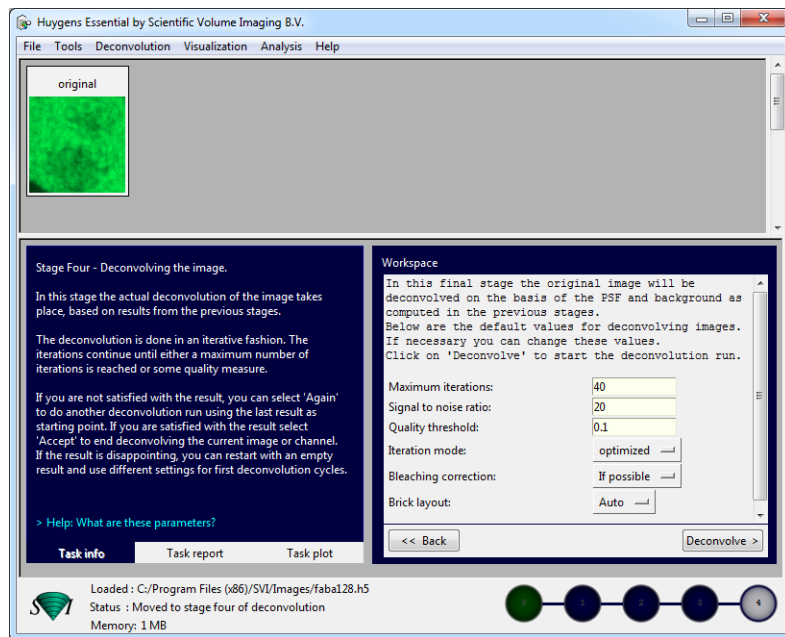 Huygens Essential by Scientific Volume Imaging B.V.
File Tools Deconvolution Visualization Analysis Help
original
Stage Four - Deconvolving the image.
In this stage the actual deconvolution of the image takes
place, based on results from the previous stages.
The deconvolution is done in an iterative fashion. The
iterations continue until either a maximum number of
iterations is reached or some quality measure.
If you are not satisfied with the result, you can select 'Again'
to do another deconvolution run using the last result as
starting point. If you are satisfied with the result select
'Accept' to end deconvolving the current image or channel.
If the result is disappointing, you can restart with an empty
result and use different settings for first deconvolution cycles.
> Help: What are these parameters?
Task info Task report Task plot
Workspace
In this final stage the original image will be
deconvolved on the basis of the PSF and background as
computed in the previous stages.
Below are the default values for deconvolving images.
If necessary you can change these values.
Click on 'Deconvolve' to start the deconvolution run.
Maximum iterations: 40
Signal to noise ratio: 20
Quality threshold: 0.1
Iteration mode: optimized
Bleaching correction: If possible
Brick layout: Auto
<< Back Deconvolve >
SVI
Loaded : C:/Program Files (x86)/SVI/Images/faba128.h5
Status : Moved to stage four of deconvolution
Memory: 1 MB
P 1 2 3 4